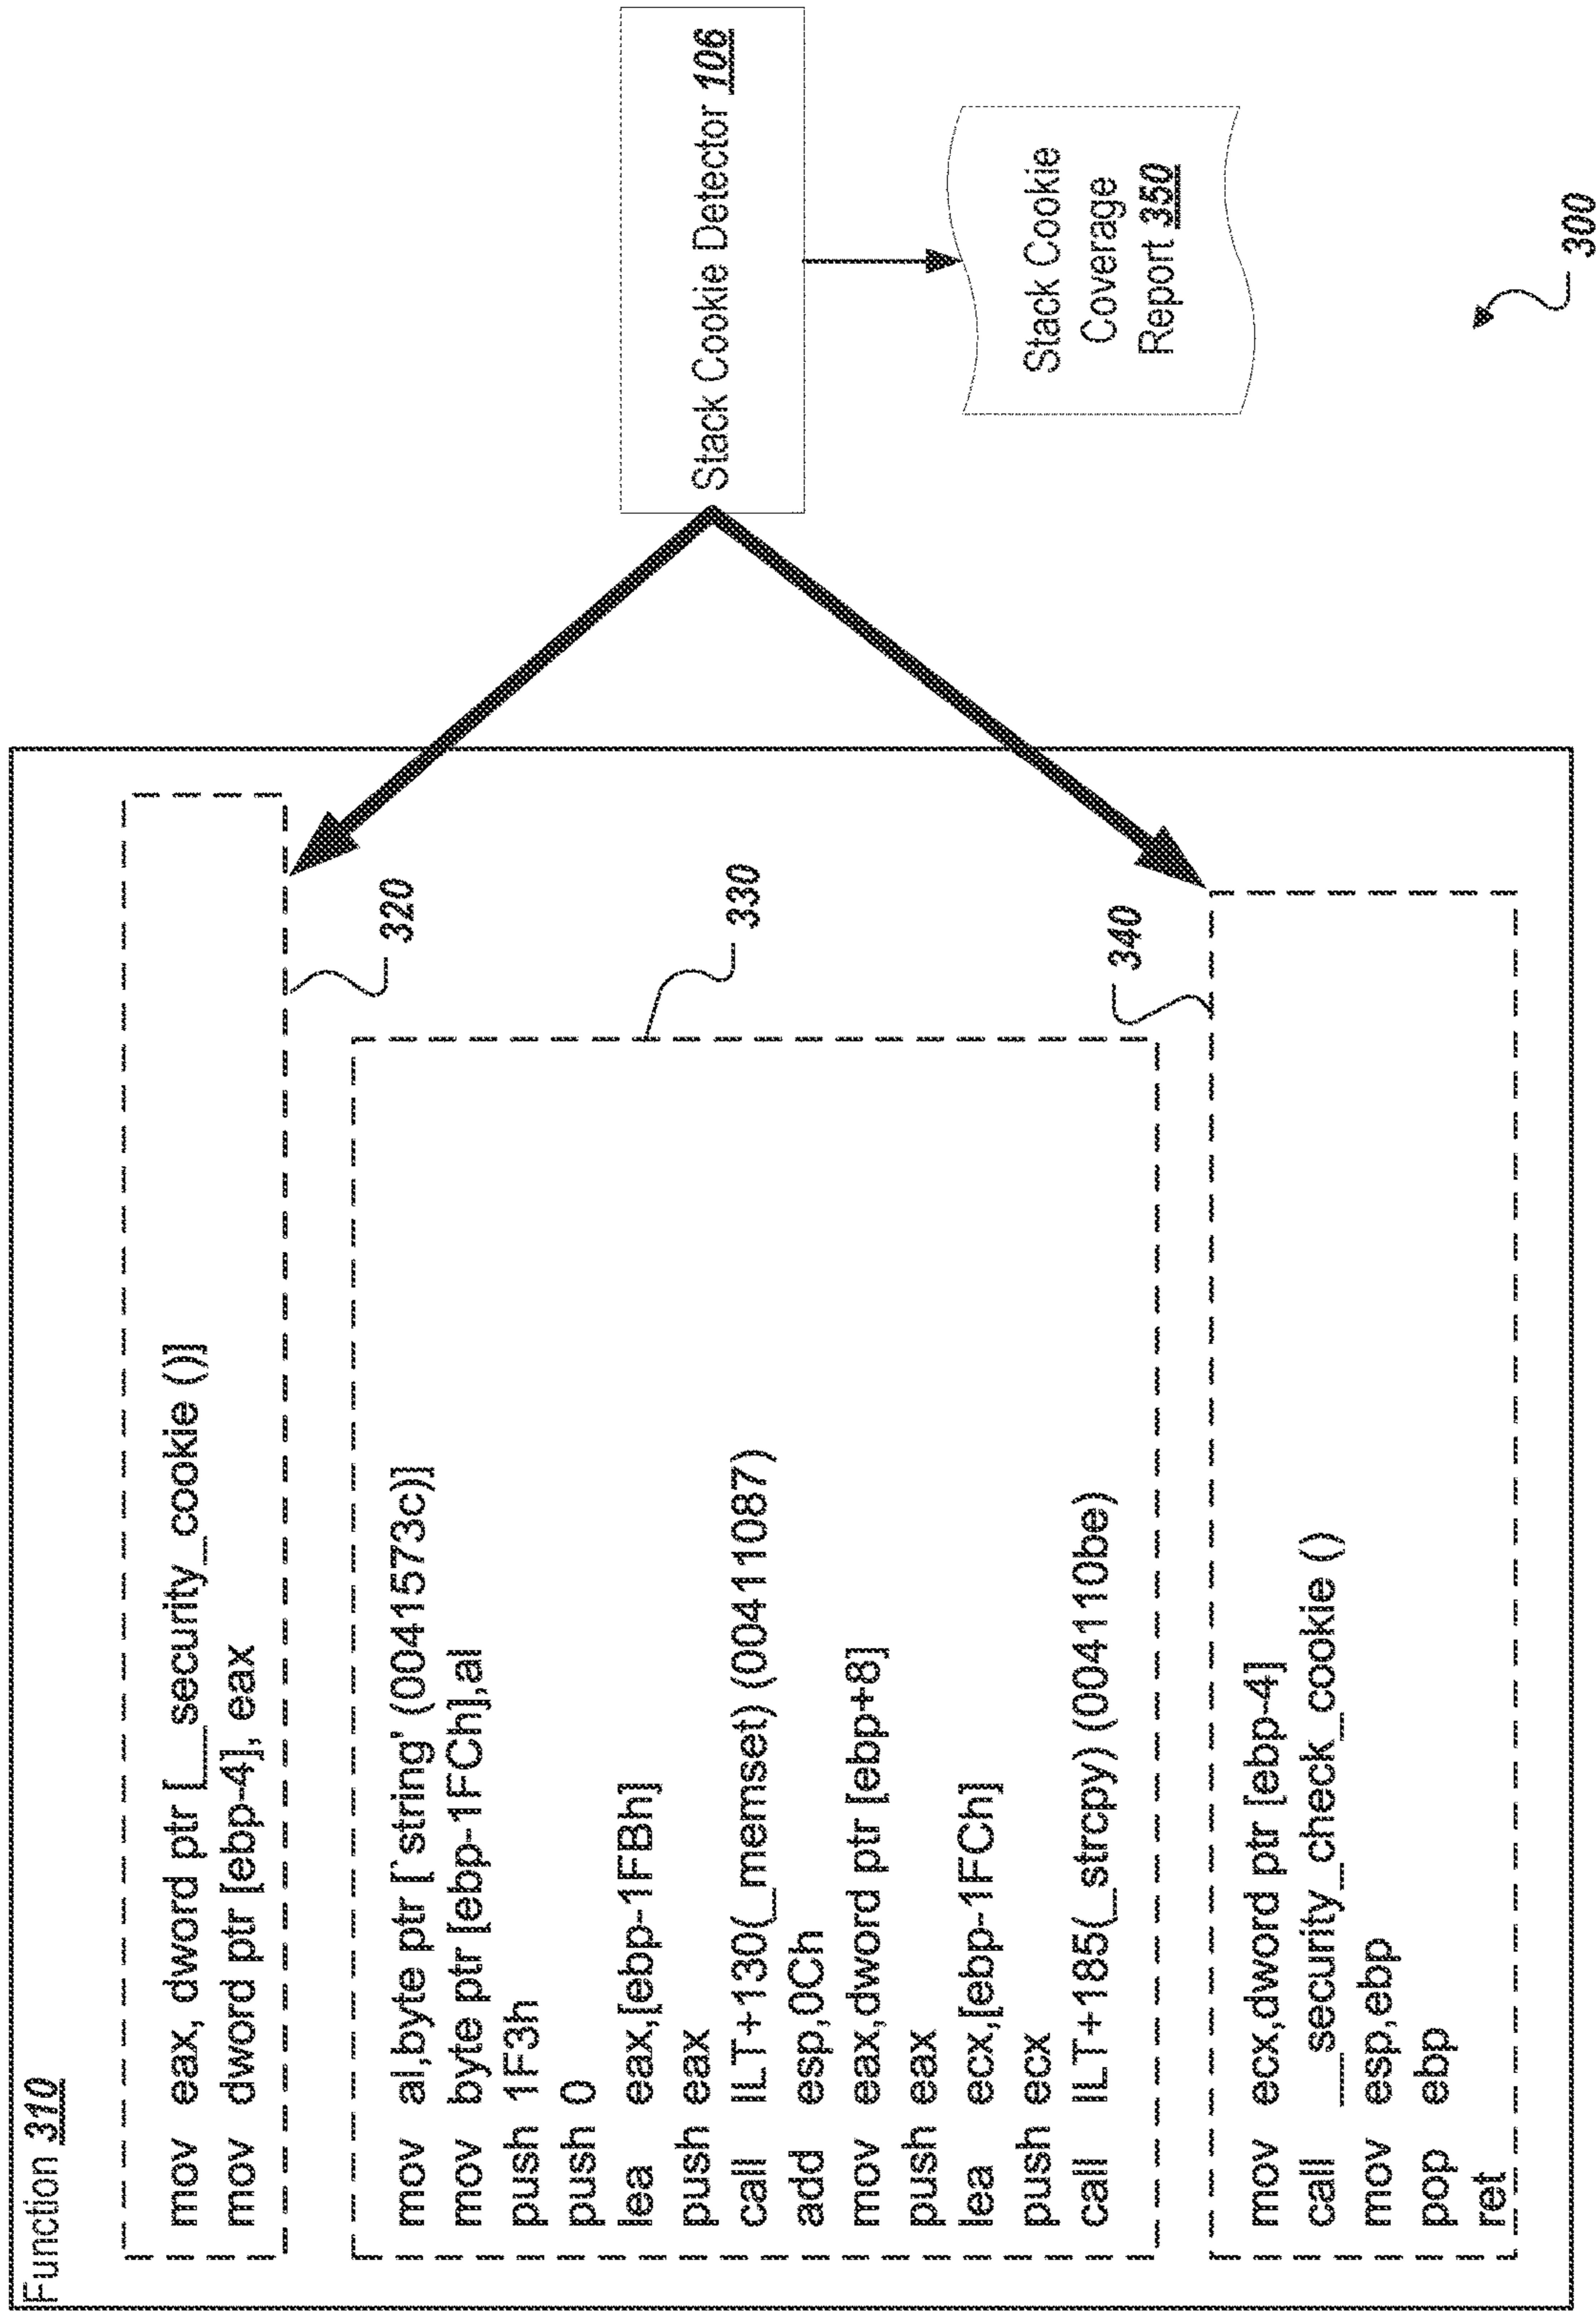 Function 310
mov eax, dword ptr [___security_cookie ()]
mov dword ptr [ebp-4], eax
320
mov al,byte ptr [`string' (0041573c)]
mov byte ptr [ebp-1FCh],al
push 1F3h
push 0
lea eax,[ebp-1FBh]
push eax
call ILT+130(_memset) (00411087)
add esp,0Ch
mov eax,dword ptr [ebp+8]
push eax
lea ecx,[ebp-1FCh]
push ecx
call ILT+185(_strcpy) (004110be)
330
340
mov ecx,dword ptr [ebp-4]
call __security_check_cookie ()
mov esp,ebp
pop ebp
ret
Stack Cookie Detector 106
Stack Cookie
Coverage
Report 350
300